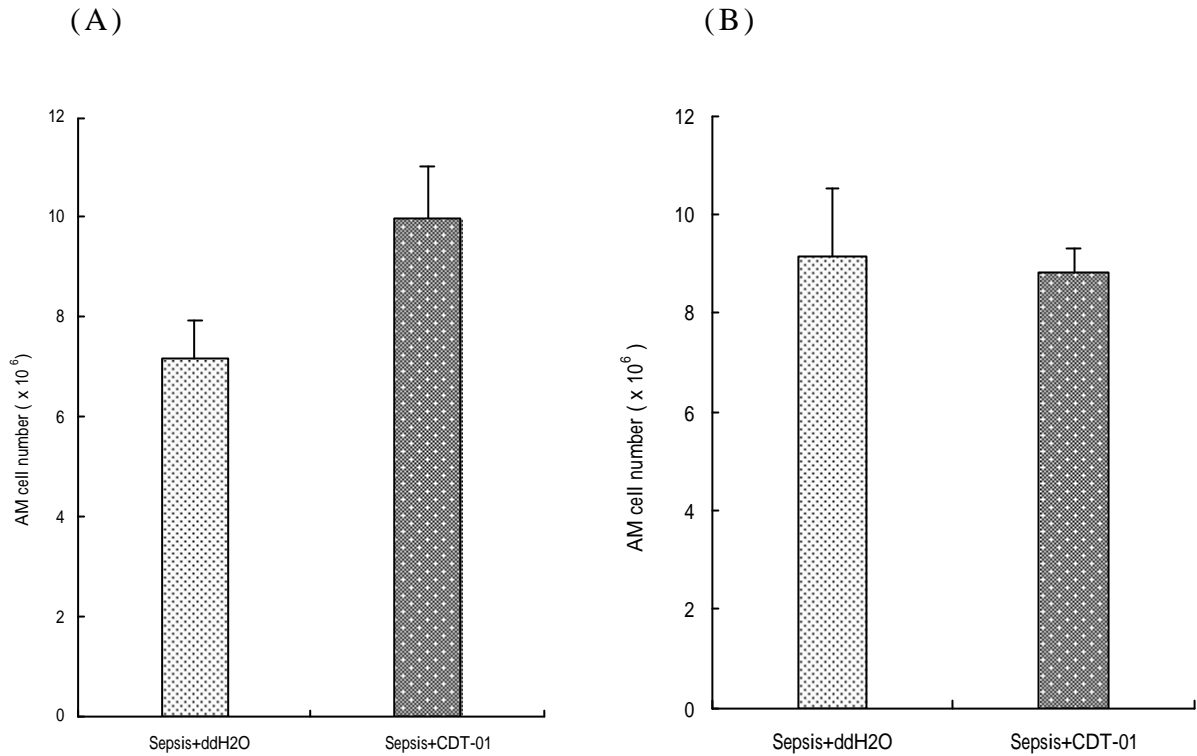 (A)
12
10
8
6
4
2
0
AM cell number ( x 10⁶)
Sepsis+ddH2O
Sepsis+CDT-01
(B)
12
10
8
6
4
2
0
AM cell number ( x 10⁶ )
Sepsis+ddH2O
Sepsis+CDT-01